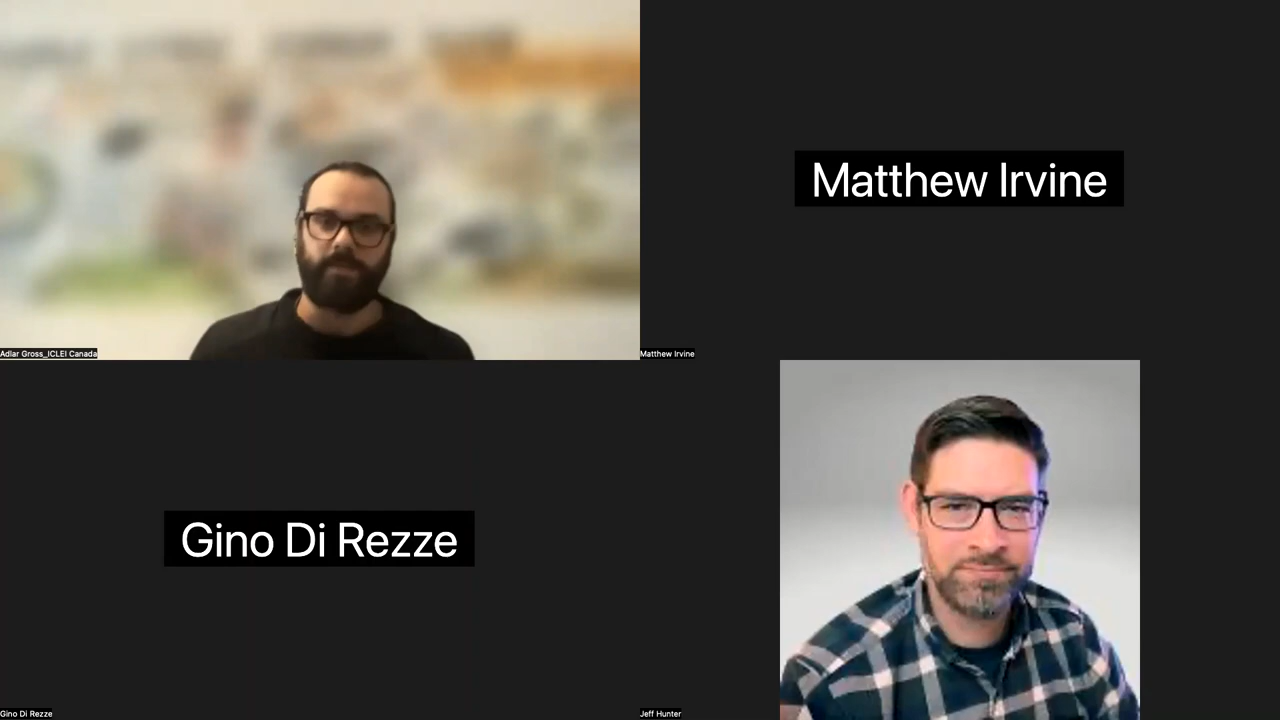 Adlar Gross_ICLEI Canada
Matthew Irvine
Matthew Irvine
Gino Di Rezze
Gino Di Rezze
Jeff Hunter